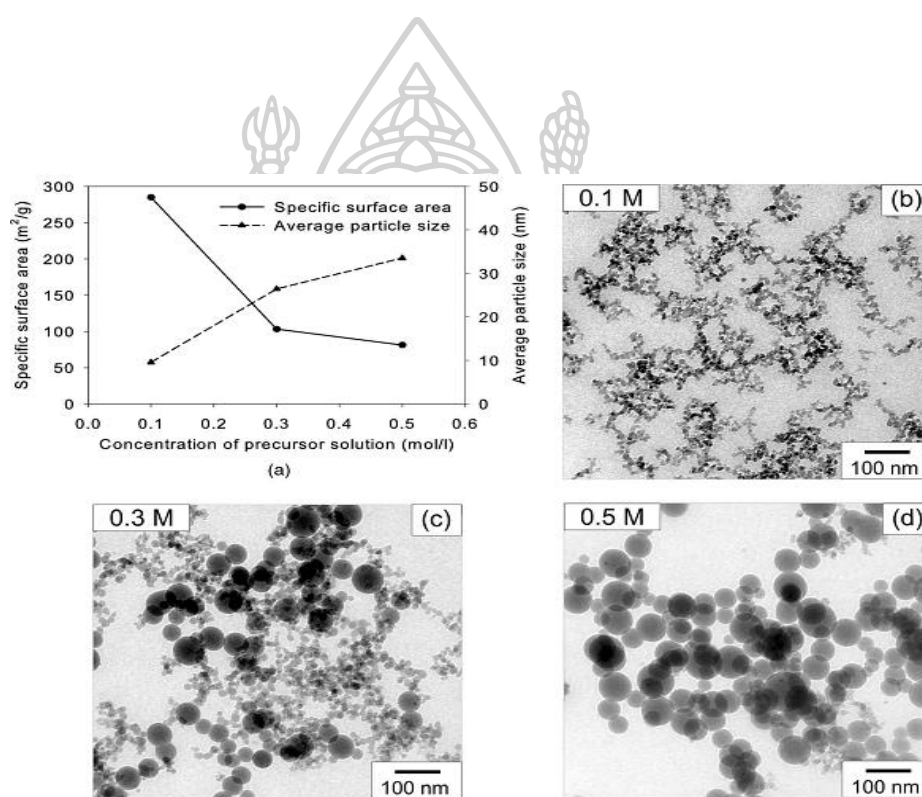 300
250
200
150
100
50
0
Specific surface area (m²/g)
Specific surface area
Average particle size
50
40
30
20
10
0
Average particle size (nm)
0.0 0.1 0.2 0.3 0.4 0.5 0.6
Concentration of precursor solution (mol/l)
(a)
0.1 M (b)
100 nm
0.3 M (c)
100 nm
0.5 M (d)
100 nm